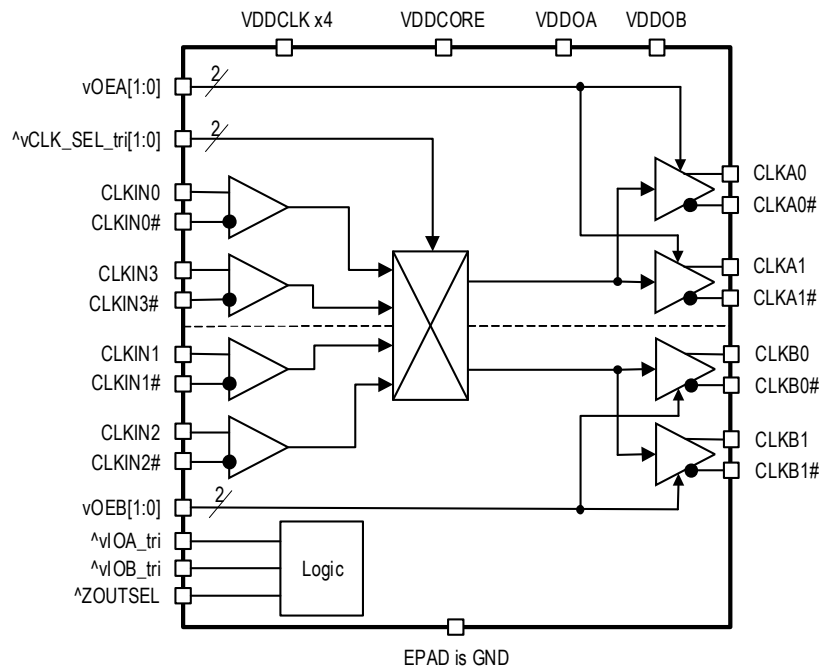 VDDCLK x4 VDDCORE VDDOA VDDOB
vOEA[1:0] 2
^vCLK_SEL_tri[1:0] 2
CLKIN0
CLKIN0#
CLKIN3
CLKIN3#
CLKIN1
CLKIN1#
CLKIN2
CLKIN2#
vOEB[1:0] 2
^vIOA_tri
^vIOB_tri
^ZOUTSEL
Logic
CLKA0
CLKA0#
CLKA1
CLKA1#
CLKB0
CLKB0#
CLKB1
CLKB1#
EPAD is GND